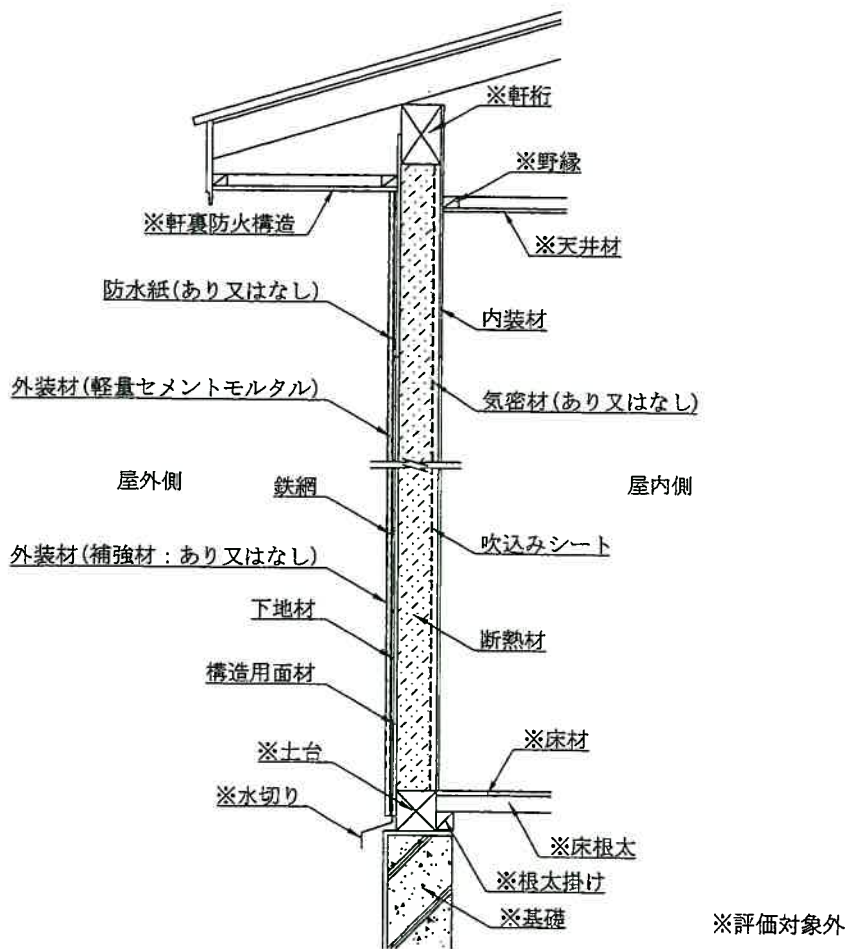 ※軒桁
※野縁
※軒裏防火構造
※天井材
防水紙(あり又はなし)
内装材
外装材(軽量セメントモルタル)
気密材(あり又はなし)
屋外側
鉄網
屋内側
外装材(補強材：あり又はなし)
吹込みシート
下地材
断熱材
構造用面材
※床材
※土台
※水切り
※床根太
※根太掛け
※基礎
※評価対象外